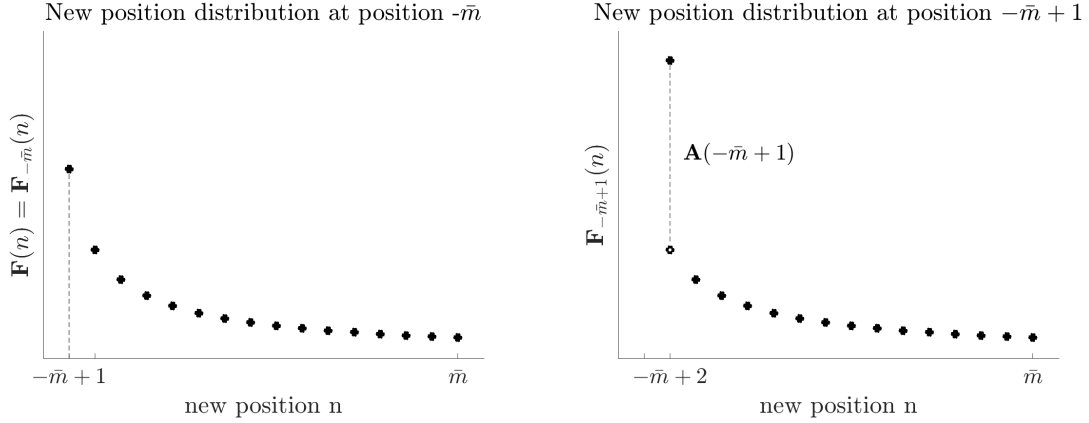 New position distribution at position -m̄
F(n) = F₋m̄(n)
−m̄ + 1
m̄
new position n
New position distribution at position −m̄ + 1
F₋m̄₊₁(n)
A(−m̄ + 1)
−m̄ + 2
m̄
new position n